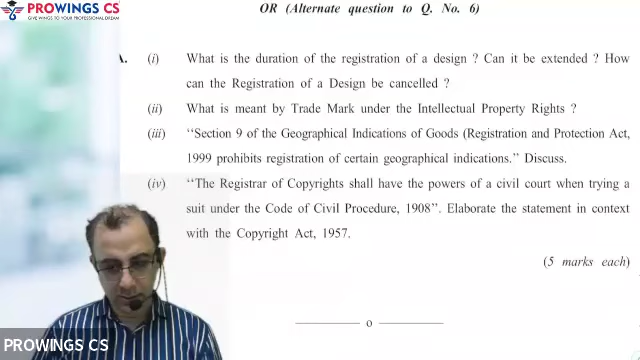 PROWINGS CS
GIVE WINGS TO YOUR PROFESSIONAL DREAM
OR (Alternate question to Q. No. 6)
A. (i) What is the duration of the registration of a design ? Can it be extended ? How
can the Registration of a Design be cancelled ?
(ii) What is meant by Trade Mark under the Intellectual Property Rights ?
(iii) ‘‘Section 9 of the Geographical Indications of Goods (Registration and Protection Act,
1999 prohibits registration of certain geographical indications.’’ Discuss.
(iv) ‘‘The Registrar of Copyrights shall have the powers of a civil court when trying a
suit under the Code of Civil Procedure, 1908’’. Elaborate the statement in context
with the Copyright Act, 1957.
(5 marks each)
o
PROWINGS CS